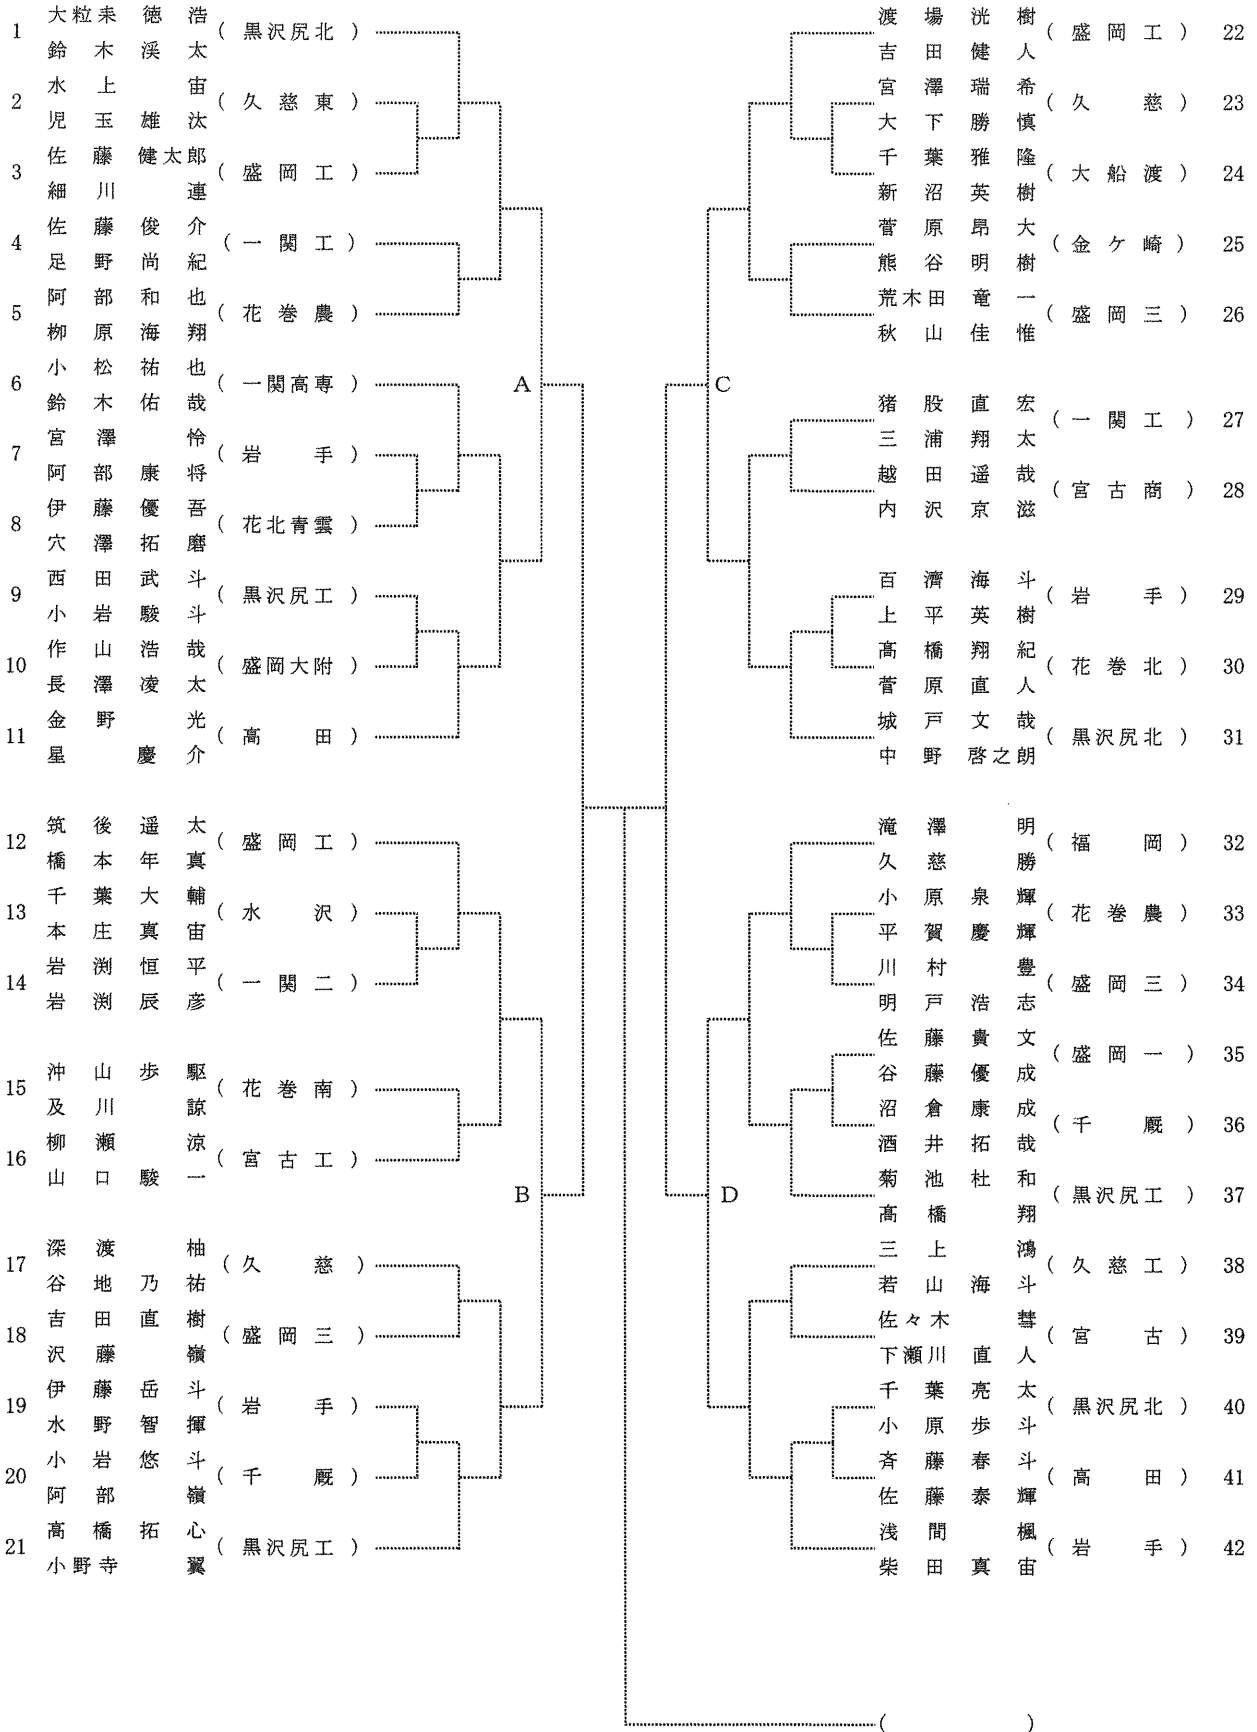 1 大粒来徳浩 鈴木渓太 (黒沢尻北)
2 水上宙 児玉雄汰 (久慈東)
3 佐藤健太郎 細川連 (盛岡工)
4 佐藤俊介 足野尚紀 (一関工)
5 阿部和也 栁原海翔 (花巻農)
6 小松祐也 鈴木佑哉 (一関高専)
7 宮澤怜 阿部康将 (岩手)
8 伊藤優吾 穴澤拓磨 (花北青雲)
9 西田武斗 小岩駿斗 (黒沢尻工)
10 作山浩哉 長澤凌太 (盛岡大附)
11 金野光 星慶介 (高田)
12 筑後遥太 橋本年真 (盛岡工)
13 千葉大輔 本庄真宙 (水沢)
14 岩渕恒平 岩渕辰彦 (一関二)
15 沖山歩駆 及川諒 (花巻南)
16 柳瀬涼 山口駿一 (宮古工)
17 深渡柚 谷地乃祐 (久慈)
18 吉田直樹 沢藤嶺 (盛岡三)
19 伊藤岳斗 水野智揮 (岩手)
20 小岩悠斗 阿部嶺 (千厩)
21 高橋拓心 小野寺翼 (黒沢尻工)
A
B
C
D
渡場洸樹 吉田健人 (盛岡工) 22
宮澤瑞希 大下勝慎 (久慈) 23
千葉雅隆 新沼英樹 (大船渡) 24
菅原昂大 熊谷明樹 (金ケ崎) 25
荒木田竜一 秋山佳惟 (盛岡三) 26
猪股直宏 三浦翔太 (一関工) 27
越田遥哉 内沢京滋 (宮古商) 28
百濟海斗 上平英樹 (岩手) 29
髙橋翔紀 菅原直人 (花巻北) 30
城戸文哉 中野啓之朗 (黒沢尻北) 31
滝澤明 久慈勝 (福岡) 32
小原泉輝 平賀慶輝 (花巻農) 33
川村豊 明戸浩志 (盛岡三) 34
佐藤貴文 谷藤優成 (盛岡一) 35
沼倉康成 酒井拓哉 (千厩) 36
菊池杜和 髙橋翔 (黒沢尻工) 37
三上鴻 若山海斗 (久慈工) 38
佐々木彗 下瀬川直人 (宮古) 39
千葉亮太 小原歩斗 (黒沢尻北) 40
斉藤春斗 佐藤泰輝 (高田) 41
浅間楓 柴田真宙 (岩手) 42
( )